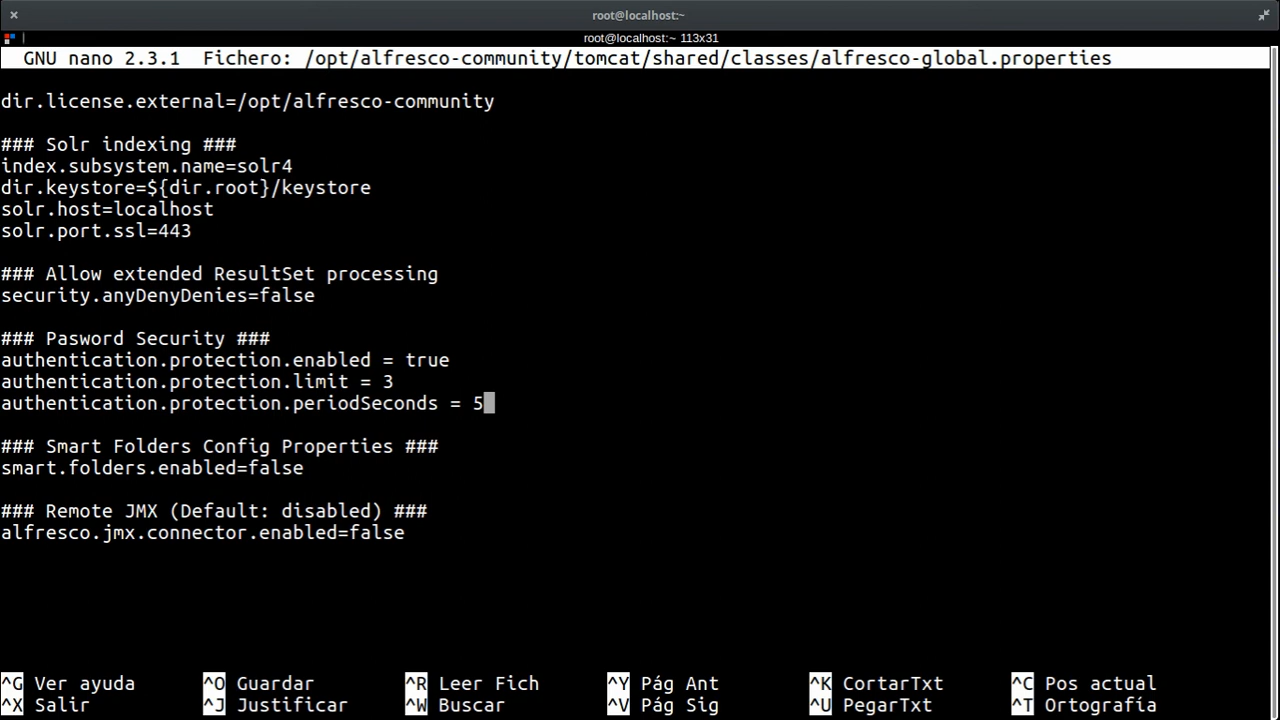 root@localhost:~
root@localhost:~ 113x31
GNU nano 2.3.1 Fichero: /opt/alfresco-community/tomcat/shared/classes/alfresco-global.properties
dir.license.external=/opt/alfresco-community
### Solr indexing ###
index.subsystem.name=solr4
dir.keystore=${dir.root}/keystore
solr.host=localhost
solr.port.ssl=443
### Allow extended ResultSet processing
security.anyDenyDenies=false
### Pasword Security ###
authentication.protection.enabled = true
authentication.protection.limit = 3
authentication.protection.periodSeconds = 5
### Smart Folders Config Properties ###
smart.folders.enabled=false
### Remote JMX (Default: disabled) ###
alfresco.jmx.connector.enabled=false
^G Ver ayuda ^O Guardar ^R Leer Fich ^Y Pág Ant ^K CortarTxt ^C Pos actual
^X Salir ^J Justificar ^W Buscar ^V Pág Sig ^U PegarTxt ^T Ortografía